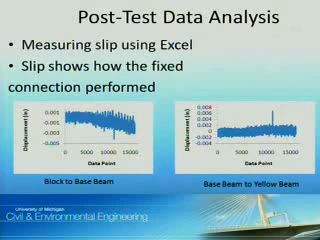 Post-Test Data Analysis
• Measuring slip using Excel
• Slip shows how the fixed
connection performed
Displacement (in)
0.001
-0.001
-0.003
-0.005
0 5000 10000 15000
Data Point
Block to Base Beam
Displacement (in)
0.008
0.006
0.004
0.002
0
-0.002
-0.004
0 5000 10000 15000
Data Point
Base Beam to Yellow Beam
University of Michigan
Civil & Environmental Engineering